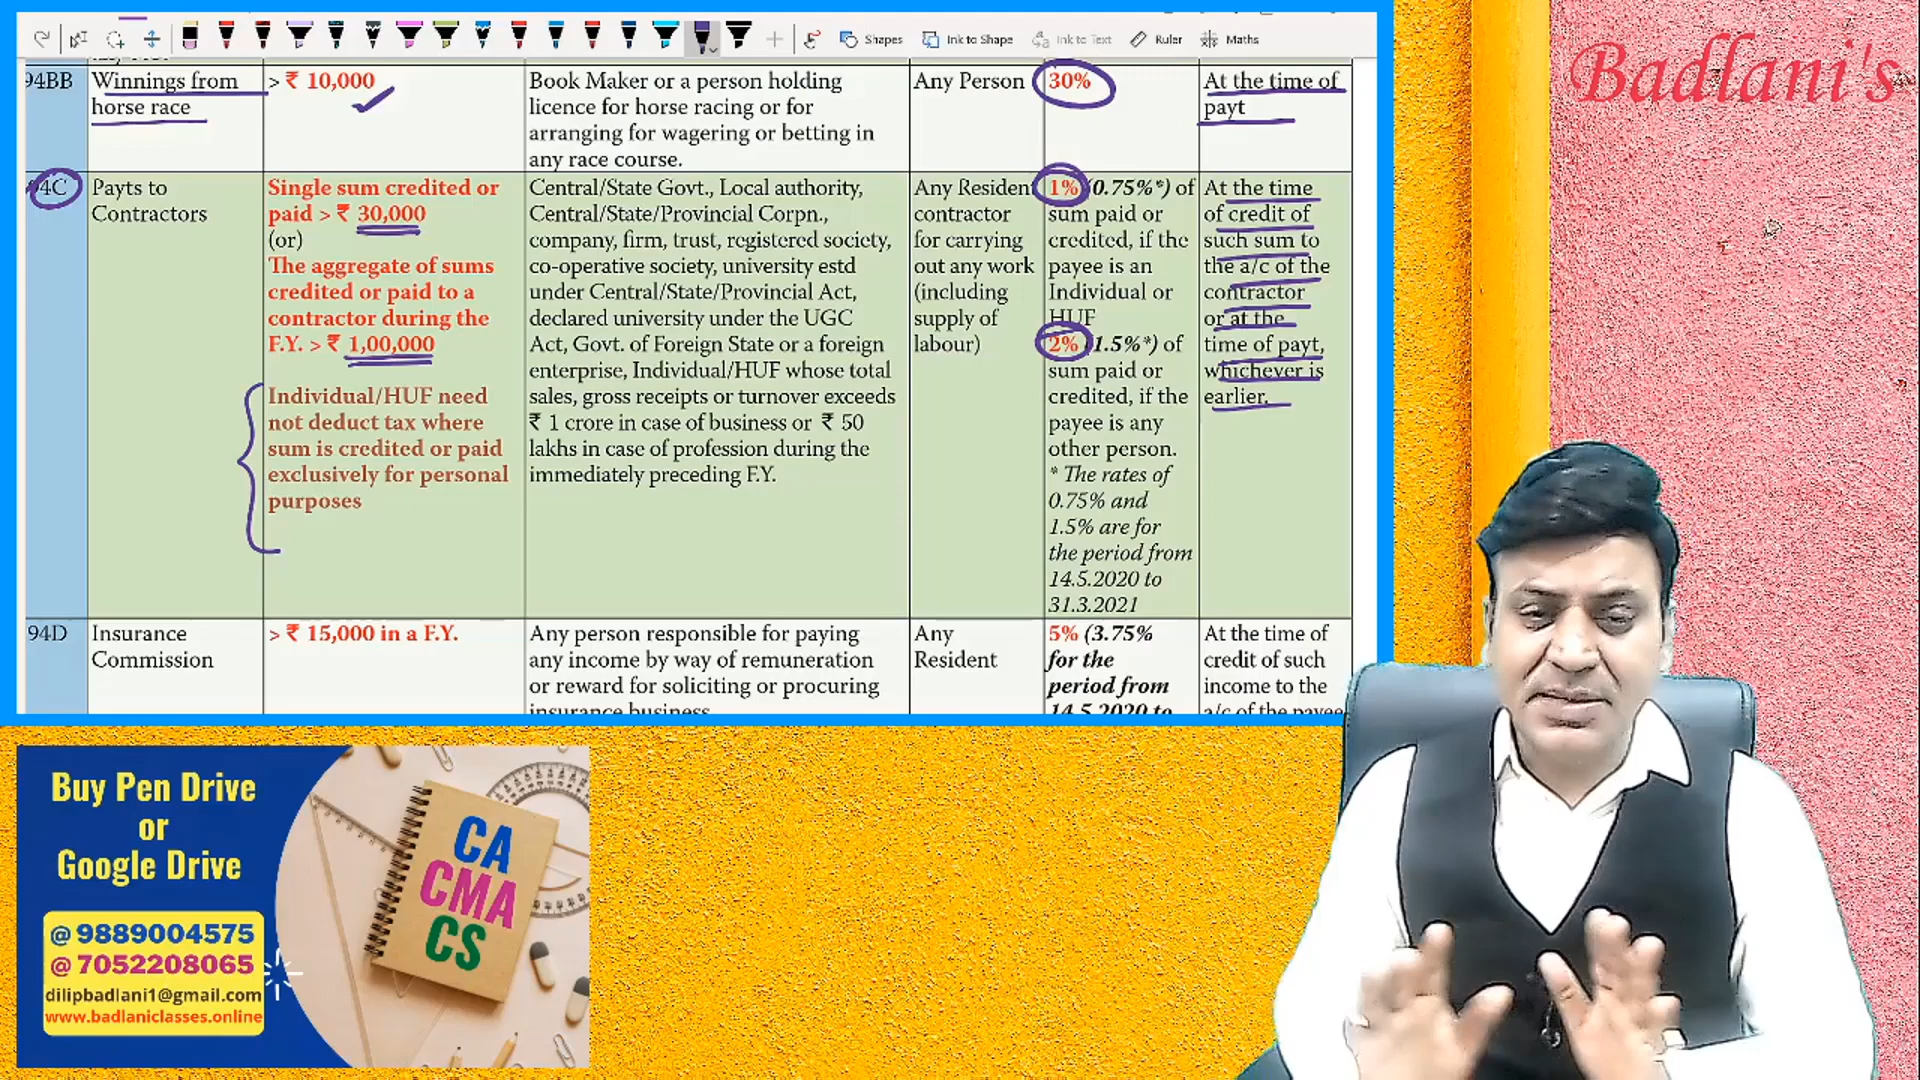 Shapes
Ink to Shape
Ink to Text
Ruler
Maths
Badlani's
94BB
Winnings from
horse race
> ₹ 10,000
Book Maker or a person holding
licence for horse racing or for
arranging for wagering or betting in
any race course.
Any Person
30%
At the time of
payt
94C
Payts to
Contractors
Single sum credited or
paid > ₹ 30,000
(or)
The aggregate of sums
credited or paid to a
contractor during the
F.Y. > ₹ 1,00,000
Individual/HUF need
not deduct tax where
sum is credited or paid
exclusively for personal
purposes
Central/State Govt., Local authority,
Central/State/Provincial Corpn.,
company, firm, trust, registered society,
co-operative society, university estd
under Central/State/Provincial Act,
declared university under the UGC
Act, Govt. of Foreign State or a foreign
enterprise, Individual/HUF whose total
sales, gross receipts or turnover exceeds
₹ 1 crore in case of business or ₹ 50
lakhs in case of profession during the
immediately preceding F.Y.
Any Resident
contractor
for carrying
out any work
(including
supply of
labour)
1% (0.75%*) of
sum paid or
credited, if the
payee is an
Individual or
HUF
2% (1.5%*) of
sum paid or
credited, if the
payee is any
other person.
* The rates of
0.75% and
1.5% are for
the period from
14.5.2020 to
31.3.2021
At the time
of credit of
such sum to
the a/c of the
contractor
or at the
time of payt,
whichever is
earlier.
94D
Insurance
Commission
> ₹ 15,000 in a F.Y.
Any person responsible for paying
any income by way of remuneration
or reward for soliciting or procuring
insurance business
Any
Resident
5% (3.75%
for the
period from
14.5.2020 to
At the time of
credit of such
income to the
a/c of the payee
Buy Pen Drive
or
Google Drive
@ 9889004575
@ 7052208065
dilipbadlani1@gmail.com
www.badlaniclasses.online
CA
CMA
CS